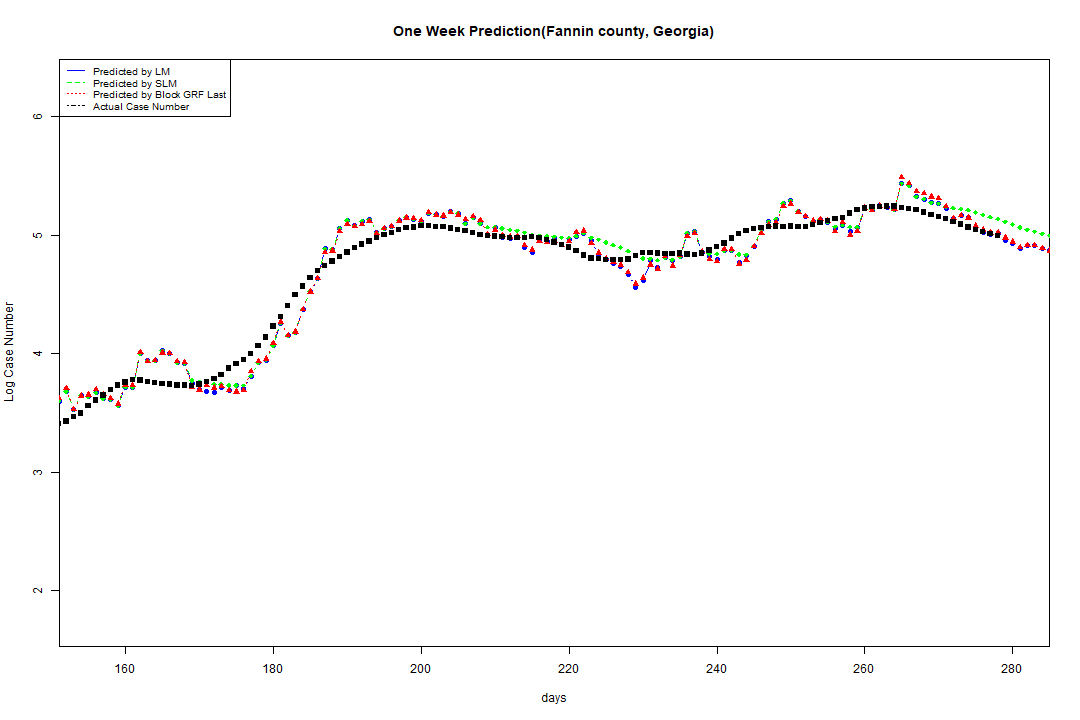 One Week Prediction(Fannin county, Georgia)
Predicted by LM
Predicted by SLM
Predicted by Block GRF Last
Actual Case Number
6
5
4
3
2
Log Case Number
160 180 200 220 240 260 280
days